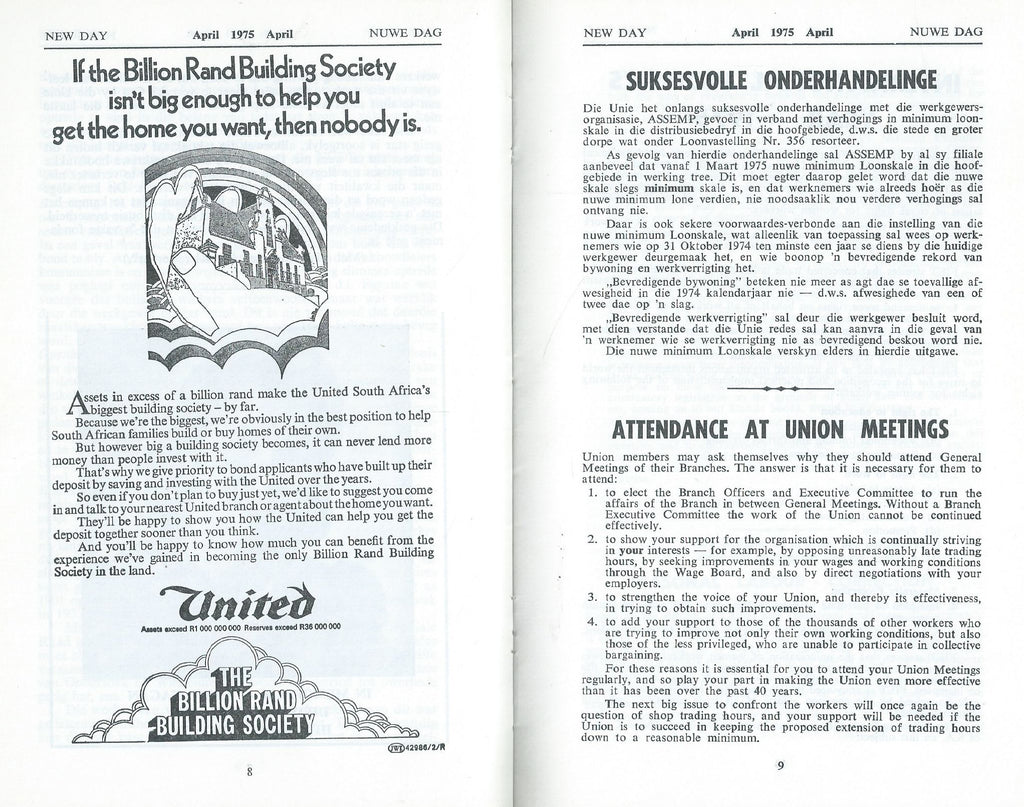 NEW DAY April 1975 April NUWE DAG
If the Billion Rand Building Society
isn't big enough to help you
get the home you want, then nobody is.
Assets in excess of a billion rand make the United South Africa's
biggest building society – by far.
Because we're the biggest, we're obviously in the best position to help
South African families build or buy homes of their own.
But however big a building society becomes, it can never lend more
money than people invest with it.
That's why we give priority to bond applicants who have built up their
deposit by saving and investing with the United over the years.
So even if you don't plan to buy just yet, we'd like to suggest you come
in and talk to your nearest United branch or agent about the home you want.
They'll be happy to show you how the United can help you get the
deposit together sooner than you think.
And you'll be happy to know how much you can benefit from the
experience we've gained in becoming the only Billion Rand Building
Society in the land.
United
Assets exceed R1 000 000 000 Reserves exceed R36 000 000
THE
BILLION RAND
BUILDING SOCIETY
JWT 42986/2/R
8
NEW DAY April 1975 April NUWE DAG
SUKSESVOLLE ONDERHANDELINGE
Die Unie het onlangs suksesvolle onderhandelinge met die werkgewers-
organisasie, ASSEMP, gevoer in verband met verhogings in minimum loon-
skale in die distribusiebedryf in die hoofgebiede, d.w.s. die stede en groter
dorpe wat onder Loonvastelling Nr. 356 resorteer.
As gevolg van hierdie onderhandelinge sal ASSEMP by al sy filiale
aanbeveel dat vanaf 1 Maart 1975 nuwe minimum Loonskale in die hoof-
gebiede in werking tree. Dit moet egter daarop gelet word dat die nuwe
skale slegs minimum skale is, en dat werknemers wie alreeds hoër as die
nuwe minimum lone verdien, nie noodsaaklik nou verdere verhogings sal
ontvang nie.
Daar is ook sekere voorwaardes-verbonde aan die instelling van die
nuwe minimum Loonskale, wat alleenlik van toepassing sal wees op werk-
nemers wie op 31 Oktober 1974 ten minste een jaar se diens by die huidige
werkgewer deurgemaak het, en wie boonop 'n bevredigende rekord van
bywoning en werkverrigting het.
„Bevredigende bywoning" beteken nie meer as agt dae se toevallige af-
wesigheid in die 1974 kalendarjaar nie — d.w.s. afwesighede van een of
twee dae op 'n slag.
„Bevredigende werkverrigting" sal deur die werkgewer besluit word,
met dien verstande dat die Unie redes sal kan aanvra in die geval van
'n werknemer wie se werkverrigting nie as bevredigend beskou word nie.
Die nuwe minimum Loonskale verskyn elders in hierdie uitgawe.
ATTENDANCE AT UNION MEETINGS
Union members may ask themselves why they should attend General
Meetings of their Branches. The answer is that it is necessary for them to
attend:
1. to elect the Branch Officers and Executive Committee to run the
affairs of the Branch in between General Meetings. Without a Branch
Executive Committee the work of the Union cannot be continued
effectively.
2. to show your support for the organisation which is continually striving
in your interests — for example, by opposing unreasonably late trading
hours, by seeking improvements in your wages and working conditions
through the Wage Board, and also by direct negotiations with your
employers.
3. to strengthen the voice of your Union, and thereby its effectiveness,
in trying to obtain such improvements.
4. to add your support to those of the thousands of other workers who
are trying to improve not only their own working conditions, but also
those of the less privileged, who are unable to participate in collective
bargaining.
For these reasons it is essential for you to attend your Union Meetings
regularly, and so play your part in making the Union even more effective
than it has been over the past 40 years.
The next big issue to confront the workers will once again be the
question of shop trading hours, and your support will be needed if the
Union is to succeed in keeping the proposed extension of trading hours
down to a reasonable minimum.
9